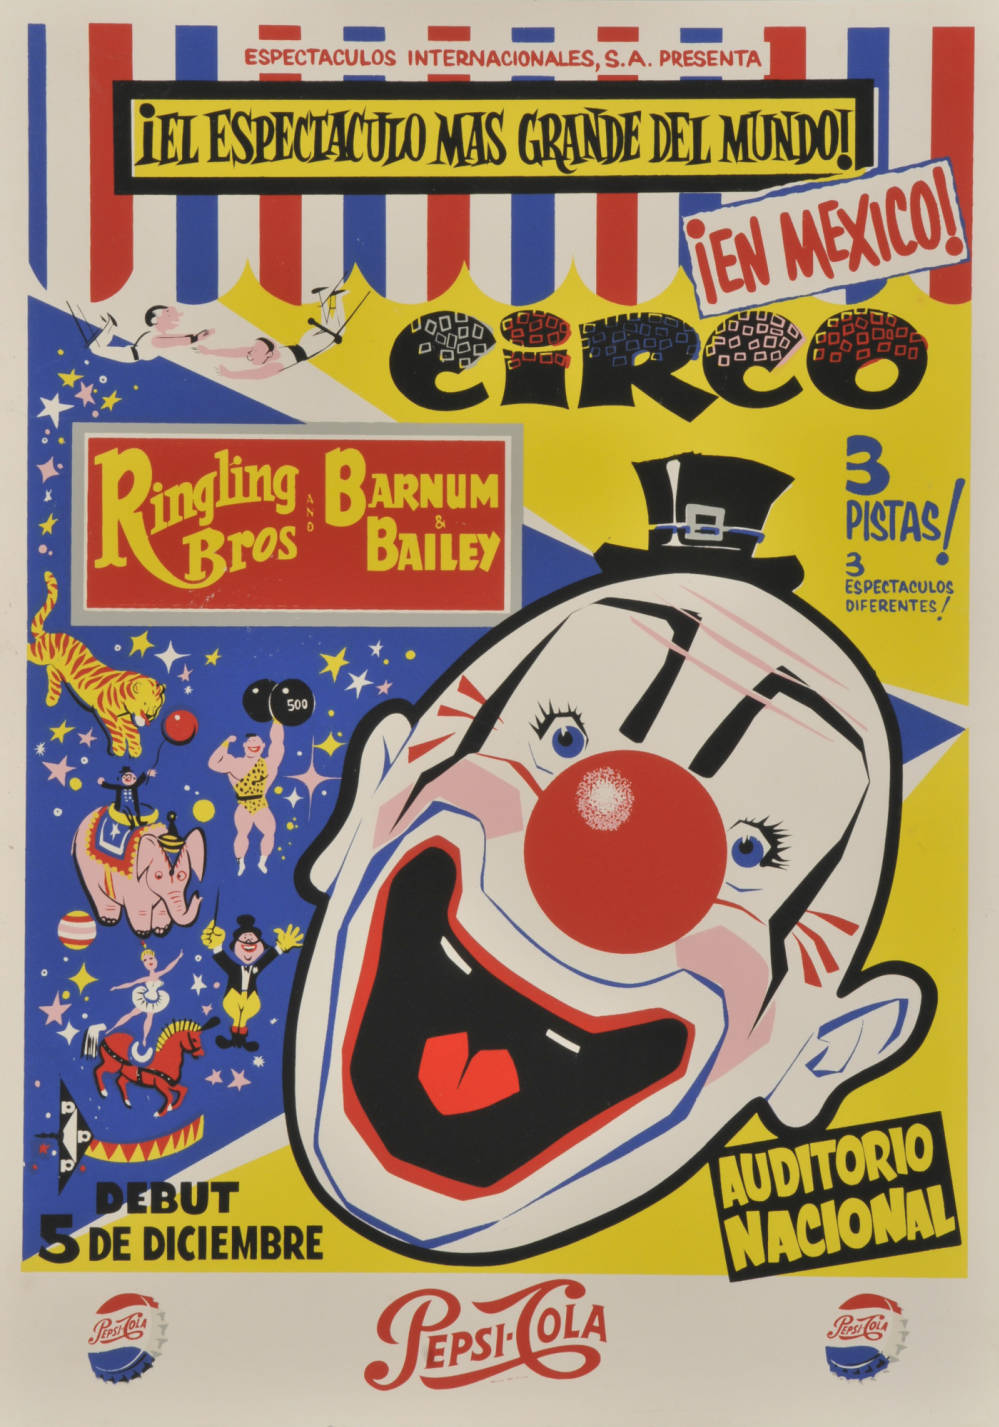 ESPECTACULOS INTERNACIONALES, S.A. PRESENTA
¡EL ESPECTACULO MAS GRANDE DEL MUNDO!
¡EN MEXICO!
CIRCO
Ringling
Bros
AND
BARNUM
&
BAILEY
3
PISTAS!
3
ESPECTACULOS
DIFERENTES!
500
P
P
P
DEBUT
5 DE DICIEMBRE
AUDITORIO
NACIONAL
PEPSI-COLA
PEPSI-COLA
PEPSI-COLA